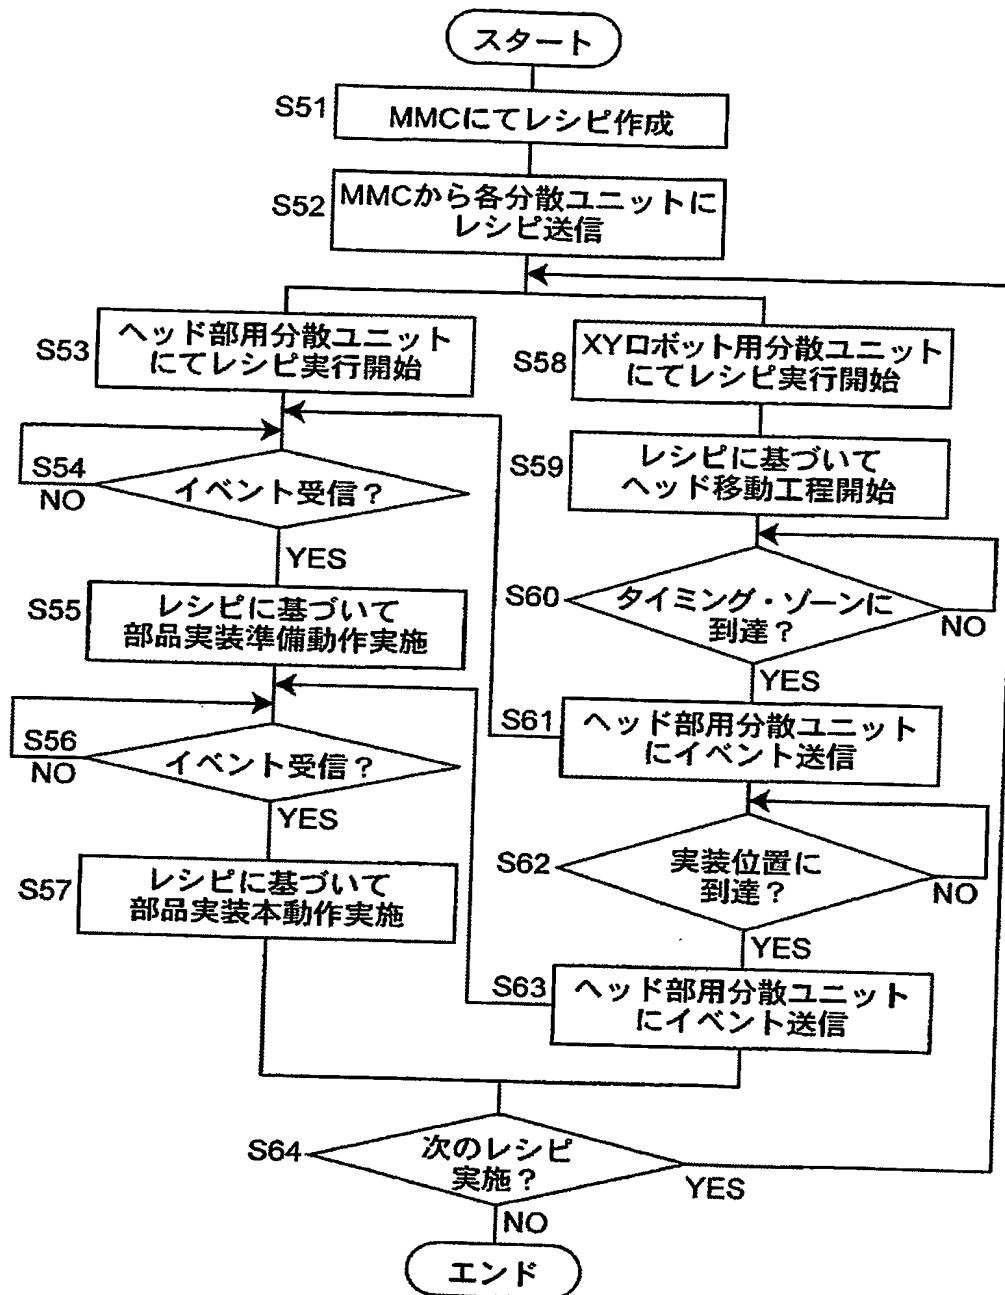 スタート
S51
MMCにてレシピ作成
S52
MMCから各分散ユニットに
レシピ送信
S53
ヘッド部用分散ユニット
にてレシピ実行開始
S54
NO
イベント受信？
YES
S55
レシピに基づいて
部品実装準備動作実施
S56
NO
イベント受信？
YES
S57
レシピに基づいて
部品実装本動作実施
S58
XYロボット用分散ユニット
にてレシピ実行開始
S59
レシピに基づいて
ヘッド移動工程開始
S60
タイミング・ゾーンに
到達？
NO
YES
S61
ヘッド部用分散ユニット
にイベント送信
S62
実装位置に
到達？
NO
YES
S63
ヘッド部用分散ユニット
にイベント送信
S64
次のレシピ
実施？
YES
NO
エンド